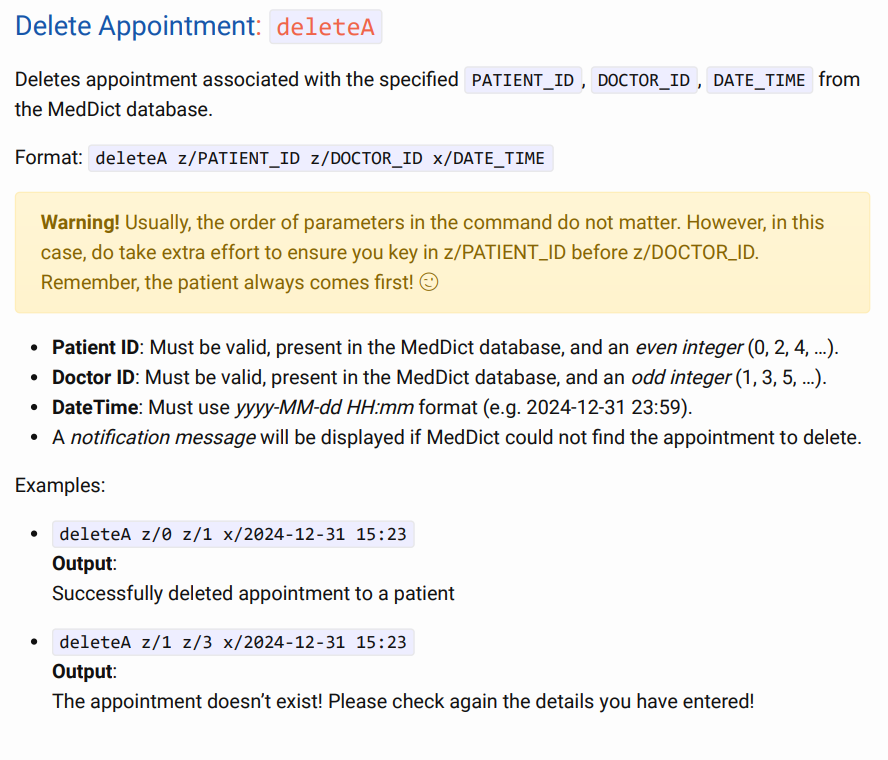 Delete Appointment: deleteA
Deletes appointment associated with the specified PATIENT_ID, DOCTOR_ID, DATE_TIME from
the MedDict database.
Format: deleteA z/PATIENT_ID z/DOCTOR_ID x/DATE_TIME
Warning! Usually, the order of parameters in the command do not matter. However, in this
case, do take extra effort to ensure you key in z/PATIENT_ID before z/DOCTOR_ID.
Remember, the patient always comes first! 😉
• Patient ID: Must be valid, present in the MedDict database, and an even integer (0, 2, 4, …).
• Doctor ID: Must be valid, present in the MedDict database, and an odd integer (1, 3, 5, …).
• DateTime: Must use yyyy-MM-dd HH:mm format (e.g. 2024-12-31 23:59).
• A notification message will be displayed if MedDict could not find the appointment to delete.
Examples:
• deleteA z/0 z/1 x/2024-12-31 15:23
Output:
Successfully deleted appointment to a patient
• deleteA z/1 z/3 x/2024-12-31 15:23
Output:
The appointment doesn’t exist! Please check again the details you have entered!